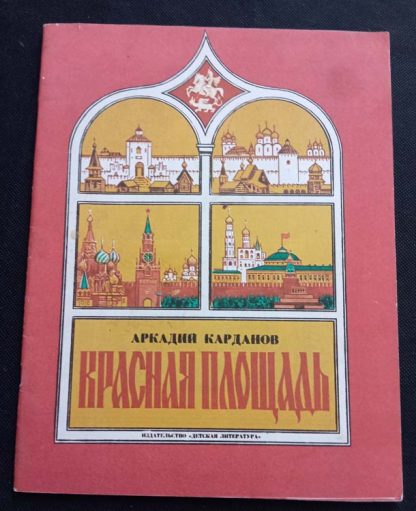 АРКАДИЙ КАРДАНОВ
КРАСНАЯ ПЛОЩАДЬ
ИЗДАТЕЛЬСТВО «ДЕТСКАЯ ЛИТЕРАТУРА»